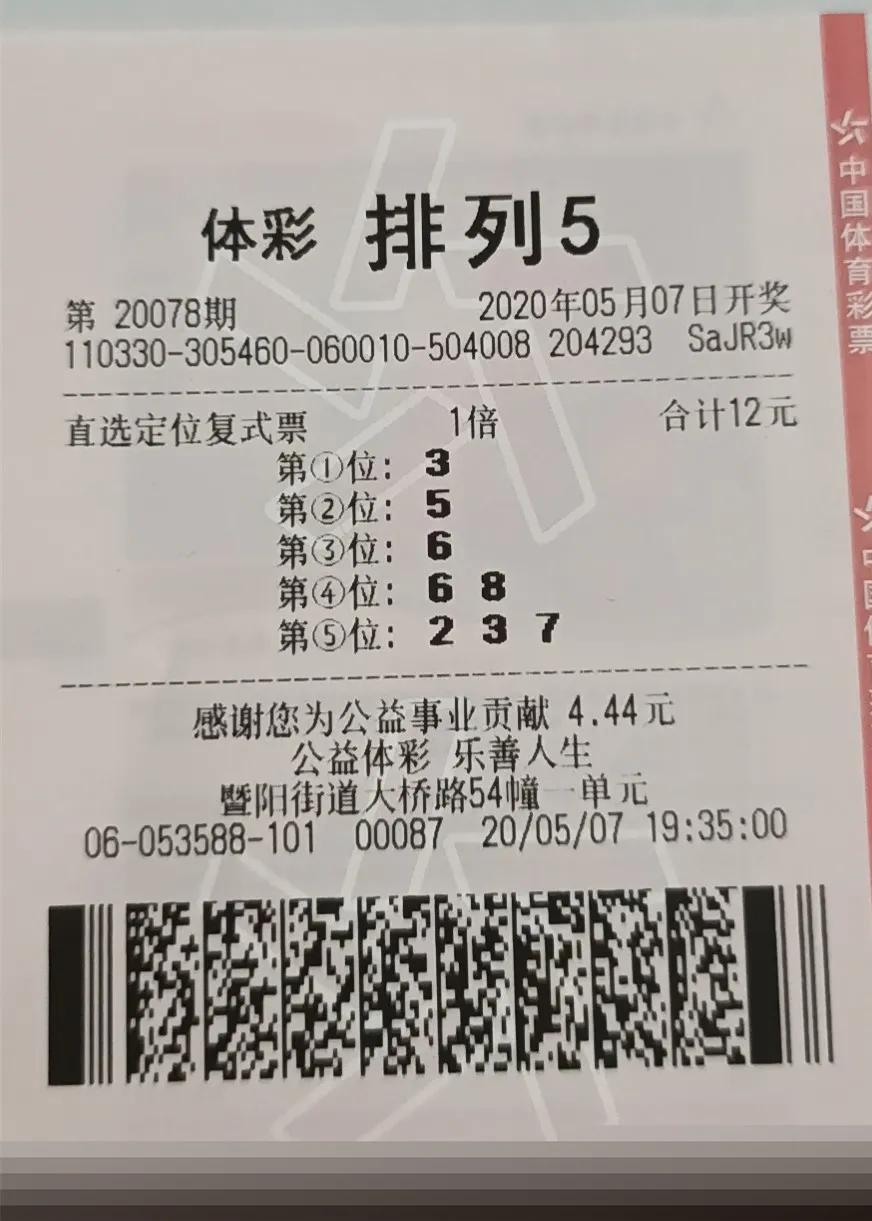 体彩 排列5
第 20078期 2020年05月07日开奖
110330-305460-060010-504008 204293 SaJR3w
直选定位复式票 1倍 合计12元
第①位: 3
第②位: 5
第③位: 6
第④位: 6 8
第⑤位: 2 3 7
感谢您为公益事业贡献 4.44元
公益体彩 乐善人生
暨阳街道大桥路54幢一单元
06-053588-101 00087 20/05/07 19:35:00
中国体育彩票